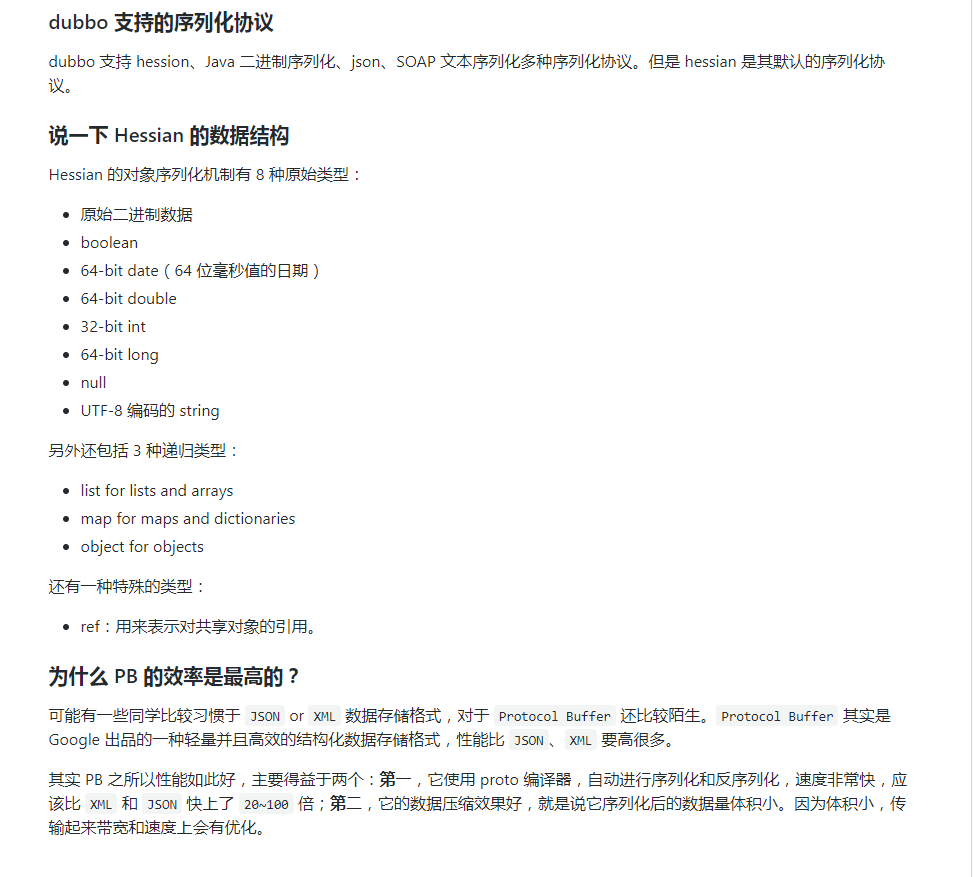 dubbo 支持的序列化协议
dubbo 支持 hession、Java 二进制序列化、json、SOAP 文本序列化多种序列化协议。但是 hessian 是其默认的序列化协
议。
说一下 Hessian 的数据结构
Hessian 的对象序列化机制有 8 种原始类型：
• 原始二进制数据
• boolean
• 64-bit date（64 位毫秒值的日期）
• 64-bit double
• 32-bit int
• 64-bit long
• null
• UTF-8 编码的 string
另外还包括 3 种递归类型：
• list for lists and arrays
• map for maps and dictionaries
• object for objects
还有一种特殊的类型：
• ref：用来表示对共享对象的引用。
为什么 PB 的效率是最高的？
可能有一些同学比较习惯于 JSON or XML 数据存储格式，对于 Protocol Buffer 还比较陌生。Protocol Buffer 其实是
Google 出品的一种轻量并且高效的结构化数据存储格式，性能比 JSON、XML 要高很多。
其实 PB 之所以性能如此好，主要得益于两个：第一，它使用 proto 编译器，自动进行序列化和反序列化，速度非常快，应
该比 XML 和 JSON 快上了 20~100 倍；第二，它的数据压缩效果好，就是说它序列化后的数据量体积小。因为体积小，传
输起来带宽和速度上会有优化。